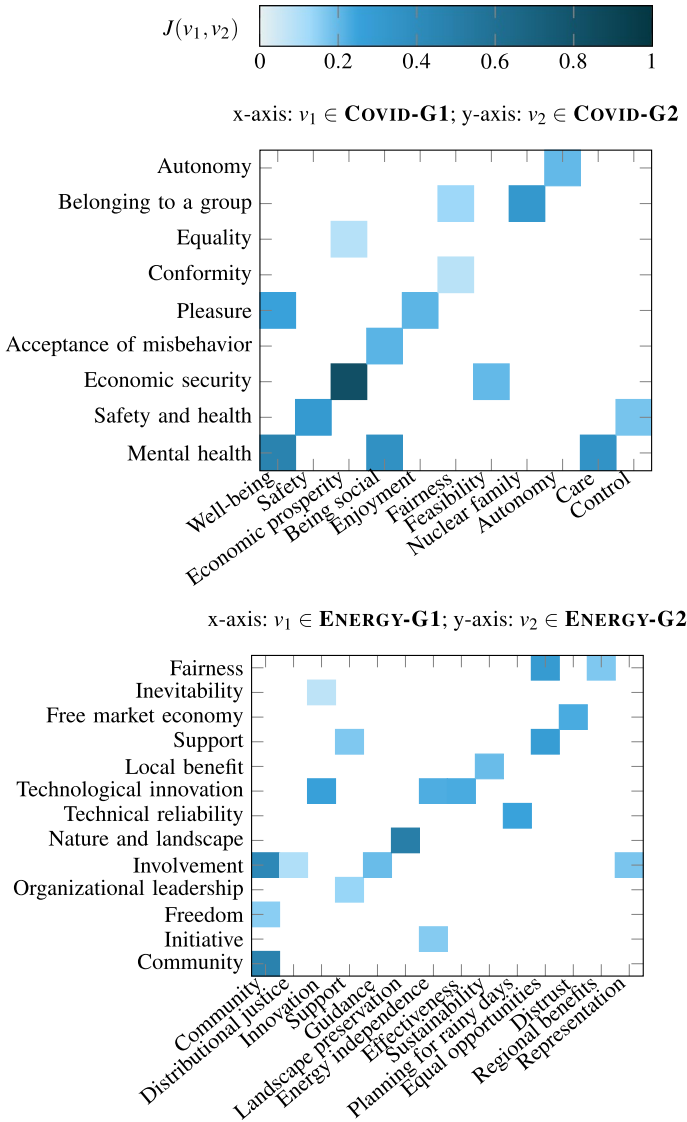 J(v1, v2)
0 0.2 0.4 0.6 0.8 1
x-axis: v1 ∈ COVID-G1; y-axis: v2 ∈ COVID-G2
Autonomy
Belonging to a group
Equality
Conformity
Pleasure
Acceptance of misbehavior
Economic security
Safety and health
Mental health
Well-being
Safety
Economic prosperity
Being social
Enjoyment
Fairness
Feasibility
Nuclear family
Autonomy
Care
Control
x-axis: v1 ∈ ENERGY-G1; y-axis: v2 ∈ ENERGY-G2
Fairness
Inevitability
Free market economy
Support
Local benefit
Technological innovation
Technical reliability
Nature and landscape
Involvement
Organizational leadership
Freedom
Initiative
Community
Community
Distributional justice
Innovation
Support
Guidance
Landscape preservation
Energy independence
Effectiveness
Sustainability
Planning for rainy days
Equal opportunities
Distrust
Regional benefits
Representation